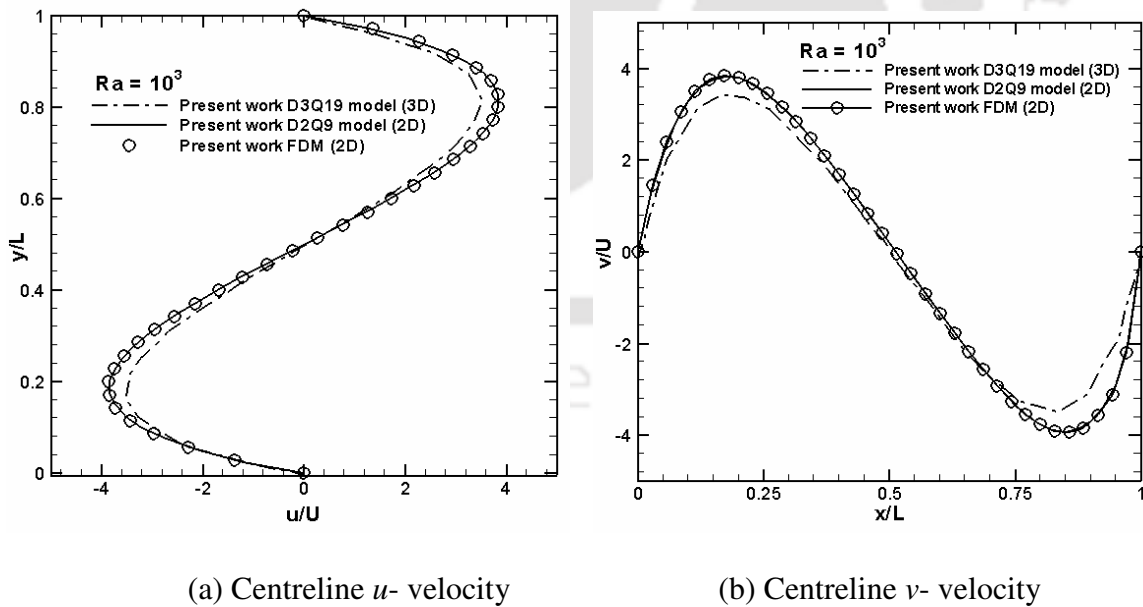 Ra = 10³
Present work D3Q19 model (3D)
Present work D2Q9 model (2D)
Present work FDM (2D)
1
0.8
0.6
0.4
0.2
0
y/L
-4
-2
0
2
4
u/U
(a) Centreline u- velocity
Ra = 10³
Present work D3Q19 model (3D)
Present work D2Q9 model (2D)
Present work FDM (2D)
4
2
0
-2
-4
v/U
0
0.25
0.5
0.75
1
x/L
(b) Centreline v- velocity